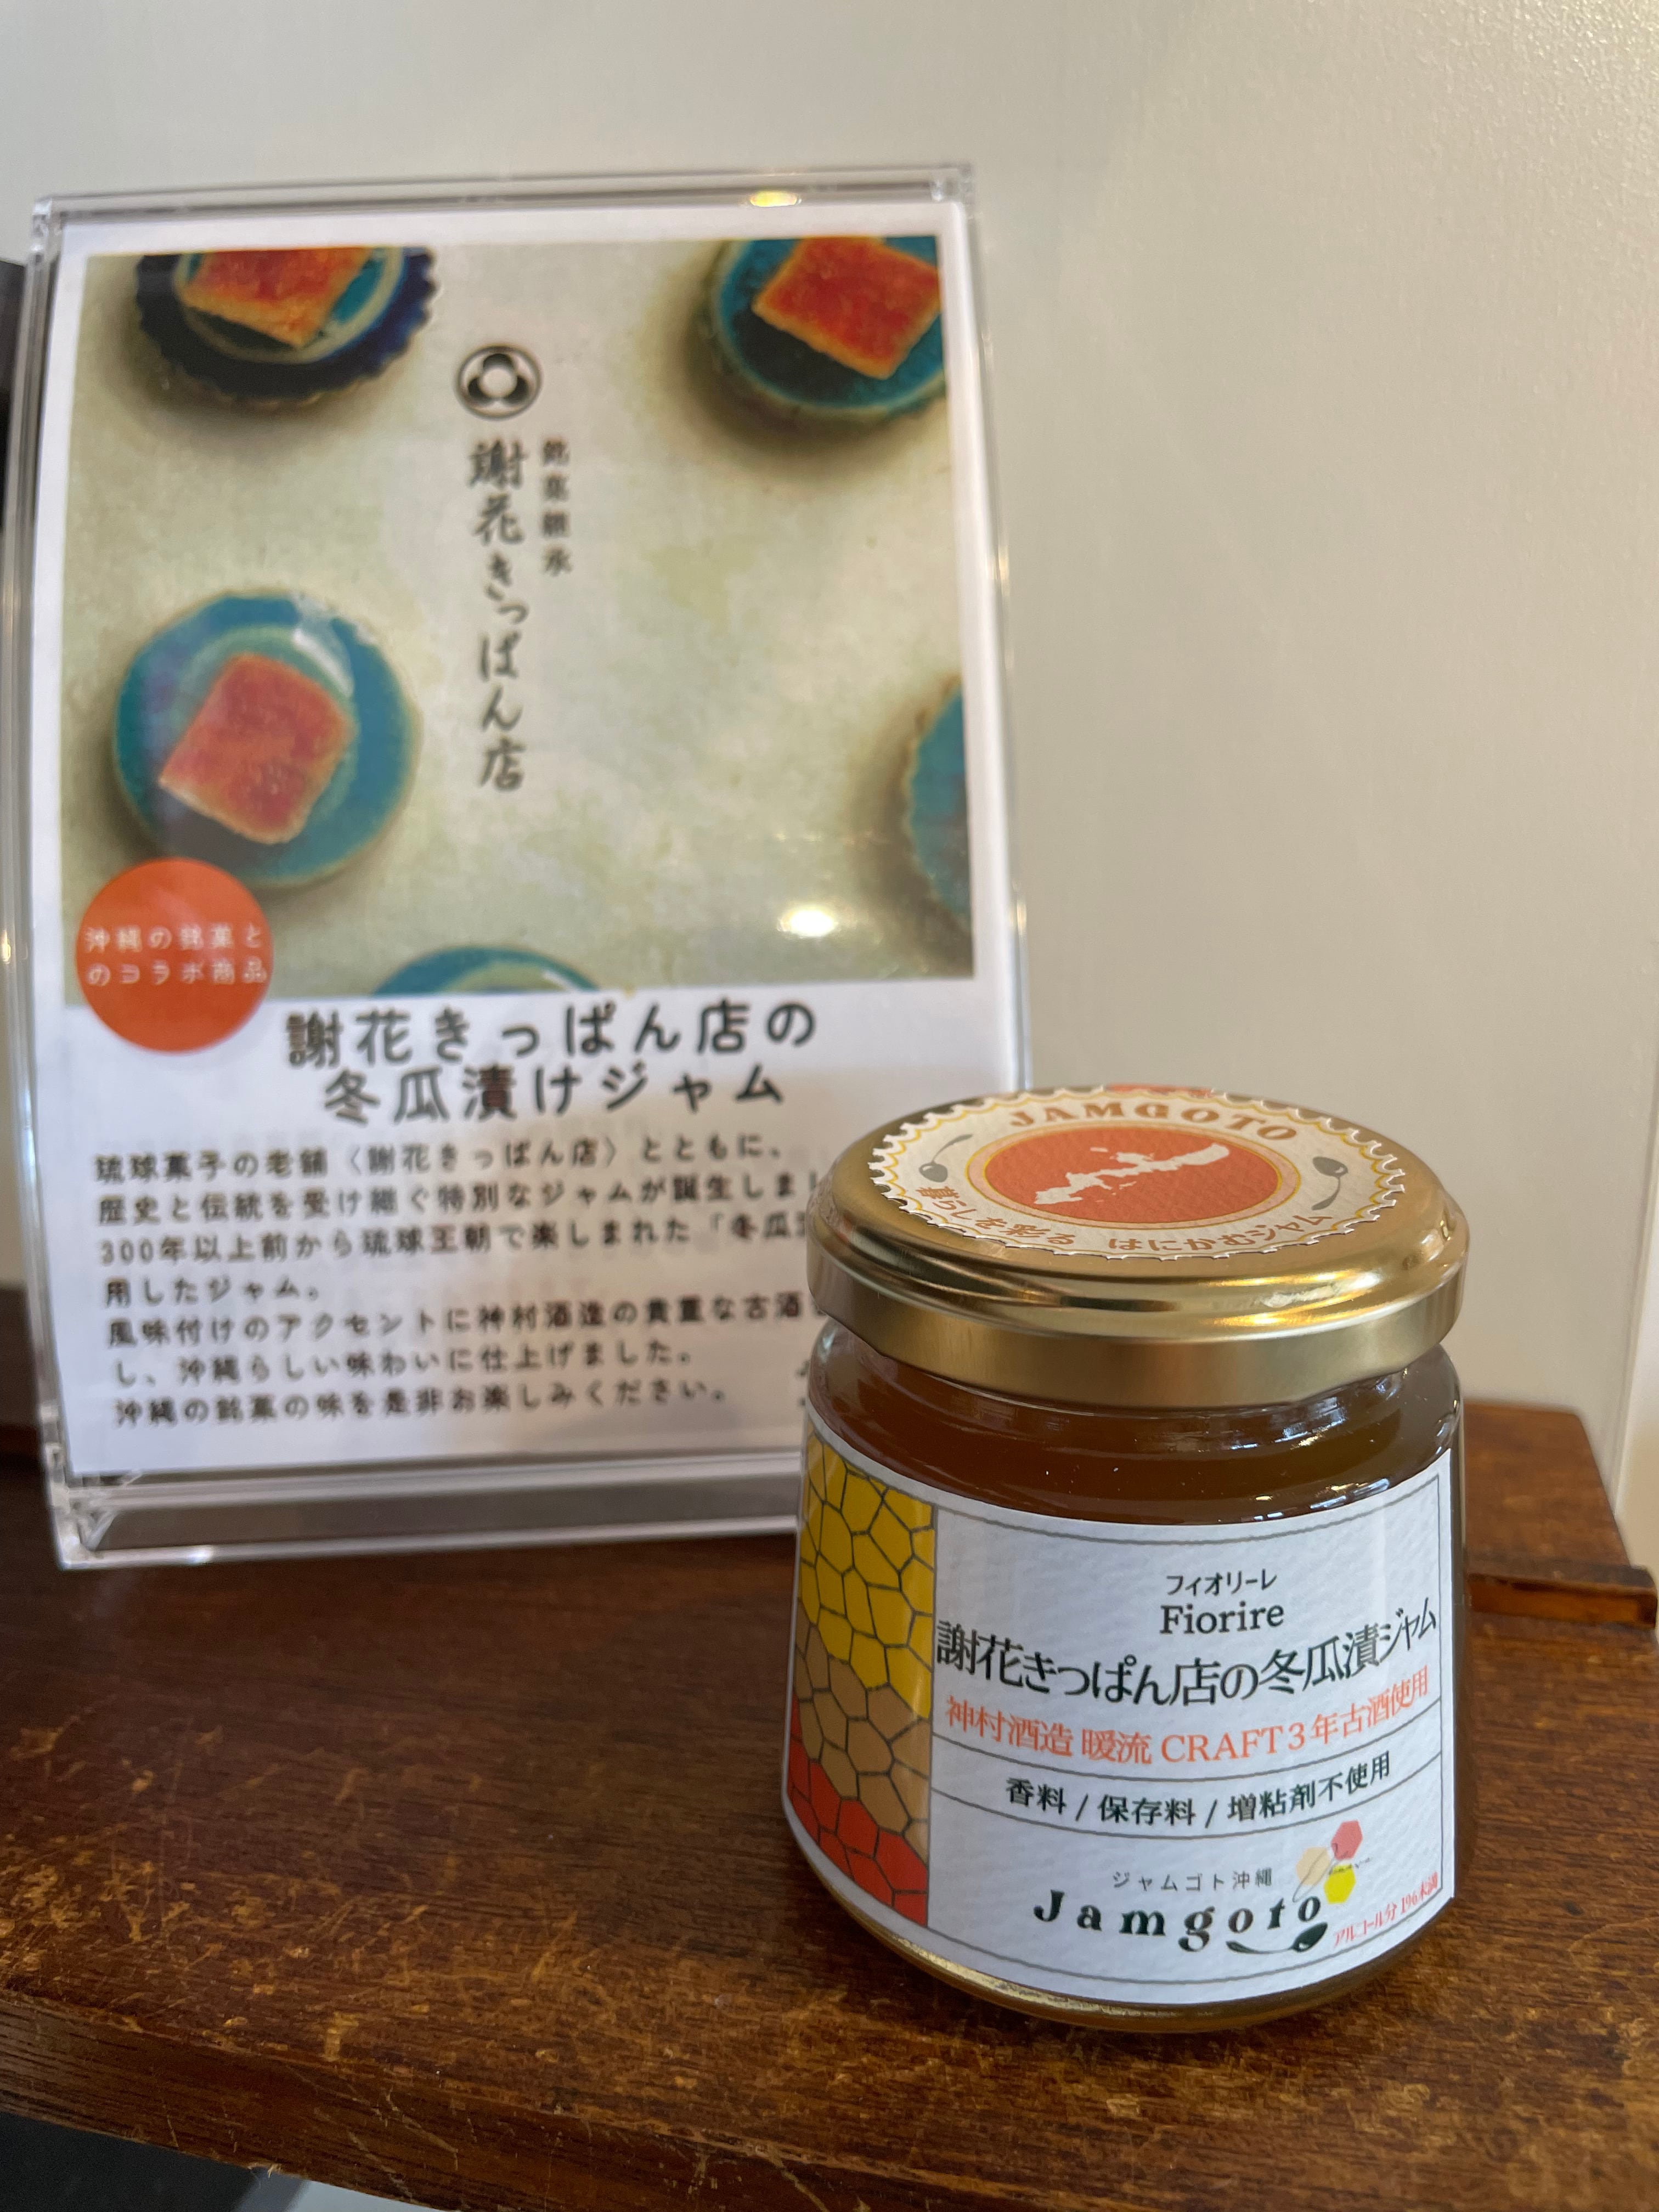 銘菓継承
謝花きっぱん店
沖縄の銘菓と
のコラボ商品
謝花きっぱん店の
冬瓜漬けジャム
琉球菓子の老舗〈謝花きっぱん店〉とともに、
歴史と伝統を受け継ぐ特別なジャムが誕生しまし
300年以上前から琉球王朝で楽しまれた「冬瓜
用したジャム。
風味付けのアクセントに神村酒造の貴重な古酒
し、沖縄らしい味わいに仕上げました。
沖縄の銘菓の味を是非お楽しみください。
JAMGOTO
暮らしを彩る はにかむジャム
フィオリーレ
Fiorire
謝花きっぱん店の冬瓜漬ジャム
神村酒造 暖流 CRAFT3年古酒使用
香料 / 保存料 / 増粘剤不使用
ジャムゴト沖縄
Jamgoto
アルコール分 1%未満